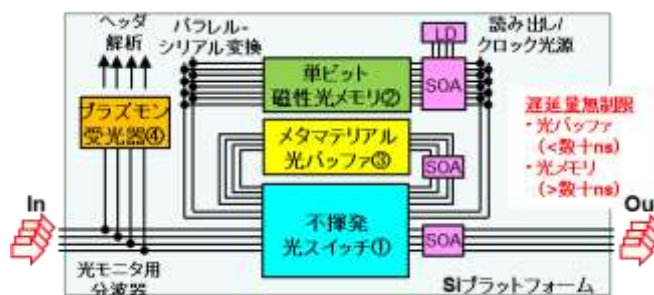 ヘッダ
解析
パラレル-
シリアル変換
LD
読み出し/
クロック光源
単ビット
磁性光メモリ②
SOA
プラズモン
受光器④
メタマテリアル
光バッファ③
SOA
遅延量無制限
・光バッファ
(<数十ns)
・光メモリ
(>数十ns)
In
不揮発
光スイッチ①
SOA
Out
光モニタ用
分波器
Siプラットフォーム